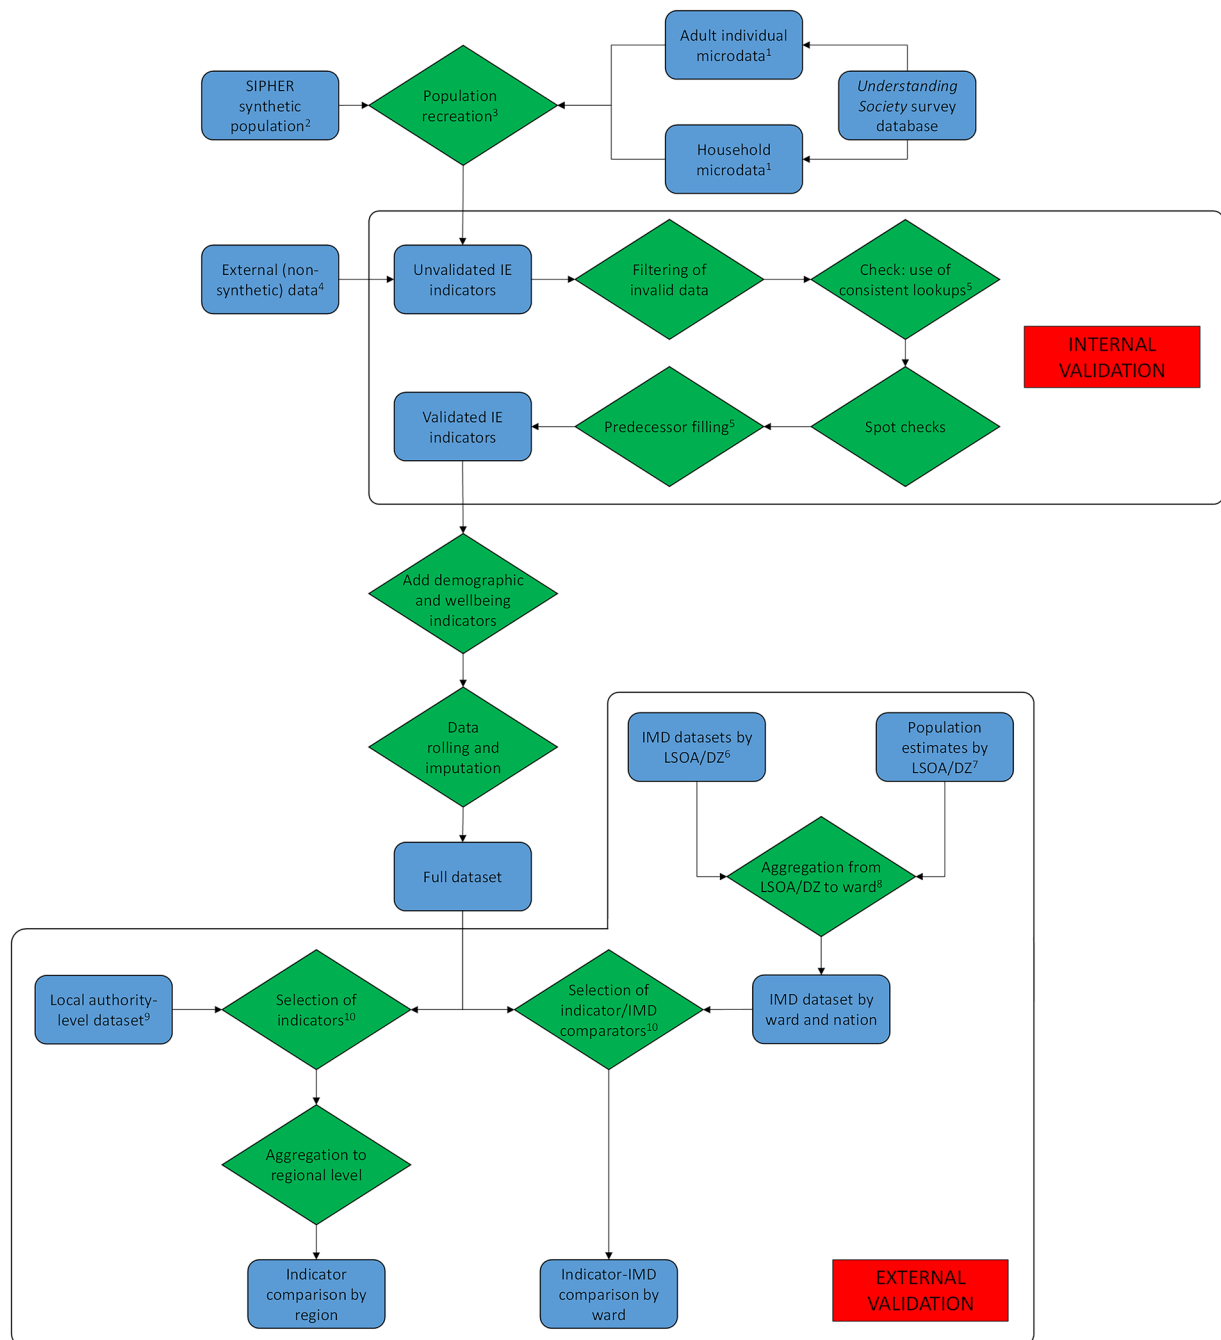 Adult individual
microdata¹
SIPHER
synthetic
population²
Population
recreation³
Understanding
Society survey
database
Household
microdata¹
External (non-
synthetic) data⁴
Unvalidated IE
indicators
Filtering of
invalid data
Check: use of
consistent lookups⁵
INTERNAL
VALIDATION
Validated IE
indicators
Predecessor filling⁵
Spot checks
Add demographic
and wellbeing
indicators
Data
rolling and
imputation
IMD datasets by
LSOA/DZ⁶
Population
estimates by
LSOA/DZ⁷
Full dataset
Aggregation from
LSOA/DZ to ward⁸
Local authority-
level dataset⁹
Selection of
indicators¹⁰
Selection of
indicator/IMD
comparators¹⁰
IMD dataset by
ward and nation
Aggregation to
regional level
Indicator
comparison by
region
Indicator-IMD
comparison by
ward
EXTERNAL
VALIDATION